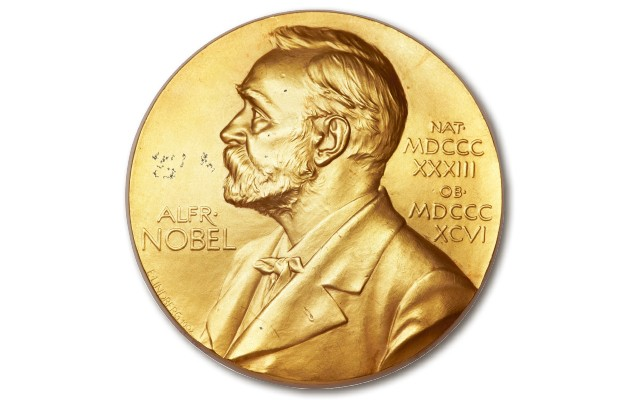 ALFR·
NOBEL
NAT·
MDCCC
XXXIII
OB·
MDCCC
XCVI